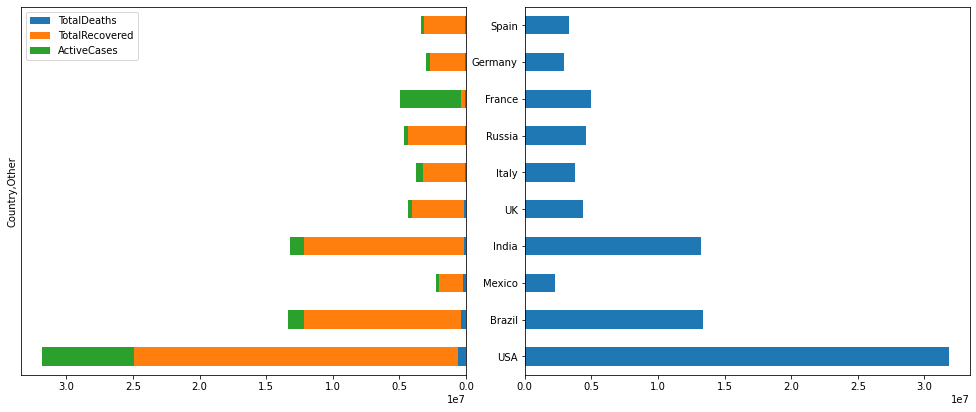 TotalDeaths
TotalRecovered
ActiveCases
Country,Other
Spain
Germany
France
Russia
Italy
UK
India
Mexico
Brazil
USA
3.0 2.5 2.0 1.5 1.0 0.5 0.0
1e7
0.0 0.5 1.0 1.5 2.0 2.5 3.0
1e7